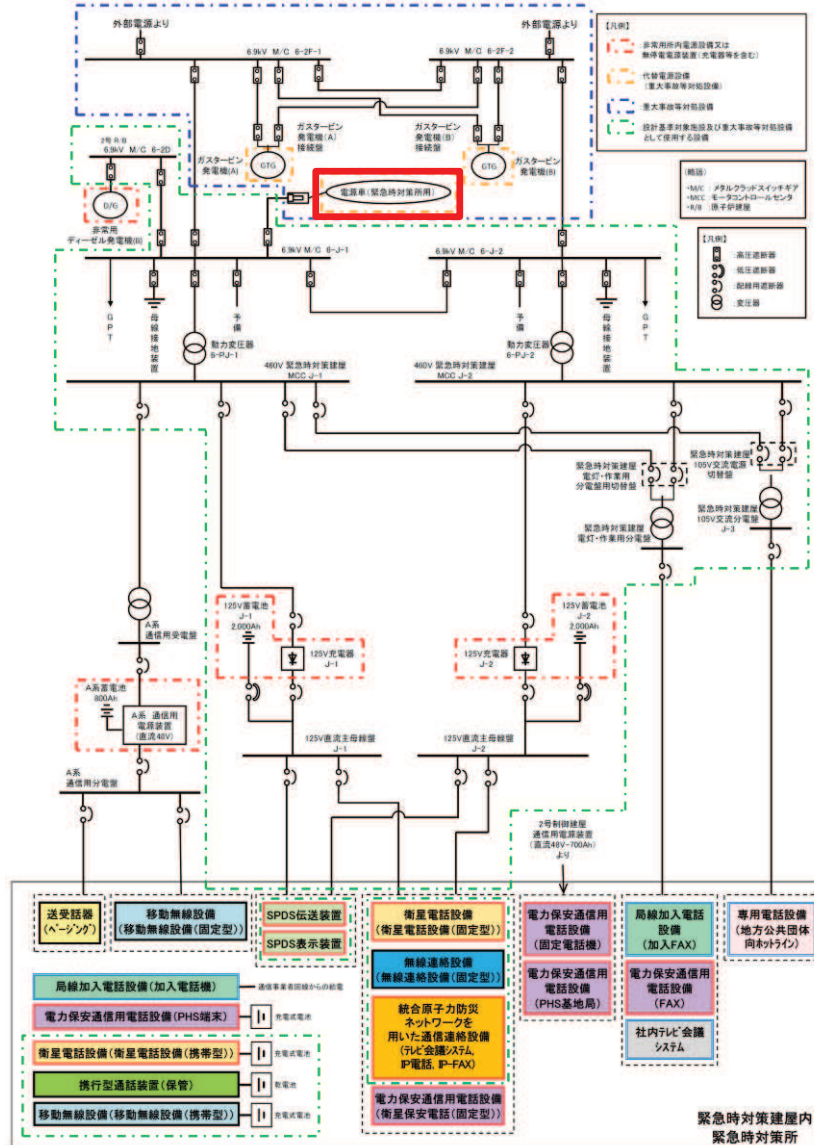 外部電源より
外部電源より
6.9kV M/C 6-2F-1
6.9kV M/C 6-2F-2
ガスタービン
発電機(A)
接続盤
ガスタービン
発電機(B)
接続盤
ガスタービン
発電機(A)
GTG
GTG
ガスタービン
発電機(B)
2号 R/B
6.9kV M/C 6-2D
D/G
非常用
ディーゼル発電機(B)
電源車(緊急時対策所用)
6.9kV M/C 6-J-1
6.9kV M/C 6-J-2
GPT
母線接地装置
予備
予備
母線接地装置
GPT
動力変圧器
6-PJ-1
動力変圧器
6-PJ-2
460V 緊急時対策建屋
MCC J-1
460V 緊急時対策建屋
MCC J-2
緊急時対策建屋
電灯・作業用
分電盤用切替盤
緊急時対策建屋
105V交流電源
切替盤
緊急時対策建屋
電灯・作業用分電盤
緊急時対策建屋
105V交流分電盤
J-3
A系
通信用受電盤
125V蓄電池
J-1
2,000Ah
125V充電器
J-1
125V蓄電池
J-2
2,000Ah
125V充電器
J-2
A系蓄電池
800Ah
A系 通信用
電源装置
(直流48V)
125V直流主母線盤
J-1
125V直流主母線盤
J-2
A系
通信用分電盤
2号制御建屋
通信用電源装置
(直流48V-700Ah)
より
【凡例】
:非常用所内電源設備又は
無停電電源装置(充電器等を含む)
:代替電源設備
(重大事故等対処設備)
:重大事故等対処設備
:設計基準対象施設及び重大事故等対処設備
として使用する設備
(略語)
・M/C :メタルクラッドスイッチギア
・MCC :モータコントロールセンタ
・R/B :原子炉建屋
【凡例】
:高圧遮断器
:低圧遮断器
:配線用遮断器
:変圧器
送受話器
(ページング)
移動無線設備
(移動無線設備(固定型))
SPDS伝送装置
SPDS表示装置
衛星電話設備
(衛星電話設備(固定型))
無線連絡設備
(無線連絡設備(固定型))
統合原子力防災
ネットワークを
用いた通信連絡設備
(テレビ会議システム,
IP電話, IP-FAX)
電力保安通信用電話設備
(衛星保安電話(固定型))
電力保安通信用
電話設備
(固定電話機)
電力保安通信用
電話設備
(PHS基地局)
局線加入電話
設備
(加入FAX)
電力保安通信用
電話設備
(FAX)
社内テレビ会議
システム
専用電話設備
(地方公共団体
向ホットライン)
局線加入電話設備(加入電話機)
通信事業者回線からの給電
電力保安通信用電話設備(PHS端末)
充電式電池
衛星電話設備(衛星電話設備(携帯型))
充電式電池
携行型通話装置(保管)
乾電池
移動無線設備(移動無線設備(携帯型))
充電式電池
緊急時対策建屋内
緊急時対策所